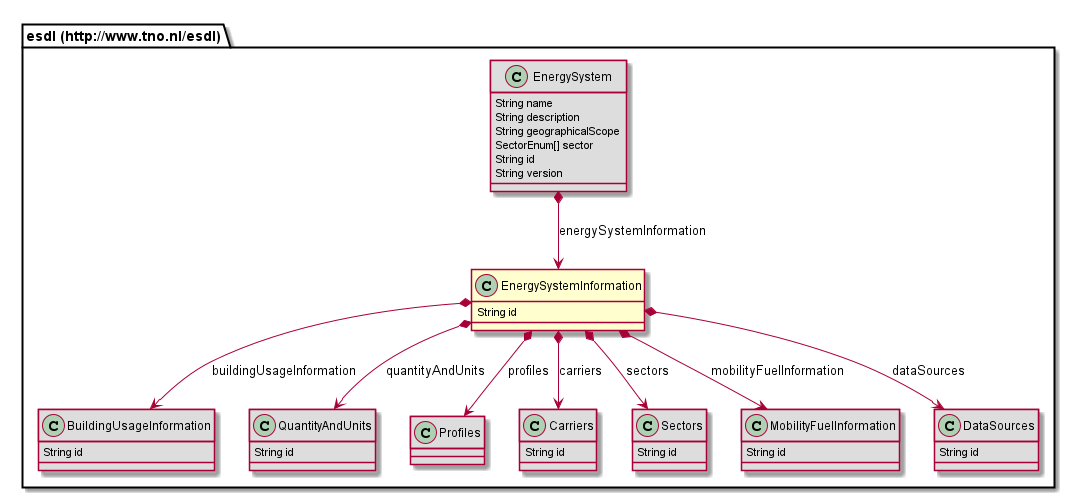 esdl (http://www.tno.nl/esdl)
C EnergySystem
String name
String description
String geographicalScope
SectorEnum[] sector
String id
String version
energySystemInformation
C EnergySystemInformation
String id
buildingUsageInformation
quantityAndUnits
profiles
carriers
sectors
mobilityFuelInformation
dataSources
C BuildingUsageInformation
String id
C QuantityAndUnits
String id
C Profiles
C Carriers
String id
C Sectors
String id
C MobilityFuelInformation
String id
C DataSources
String id